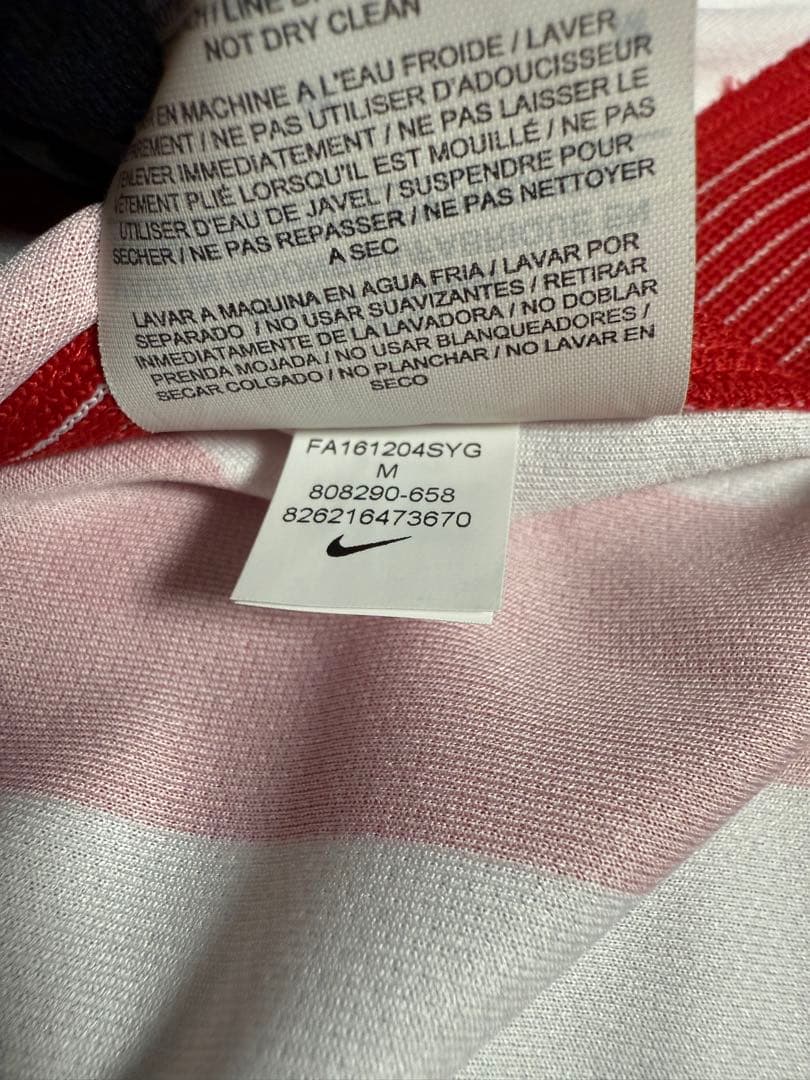 NOT DRY CLEAN
EN MACHINE A L'EAU FROIDE / LAVER
/ NE PAS UTILISER D'ADOUCISSEUR
IMMEDIATEMENT / NE PAS LAISSER LE
VÊTEMENT PLIÉ LORSQU'IL EST MOUILLÉ / NE PAS
UTILISER D'EAU DE JAVEL / SUSPENDRE POUR
SECHER / NE PAS REPASSER / NE PAS NETTOYER
A SEC
LAVAR A MAQUINA EN AGUA FRIA / LAVAR POR
SEPARADO / NO USAR SUAVIZANTES / RETIRAR
INMEDIATAMENTE DE LA LAVADORA / NO DOBLAR
PRENDA MOJADA / NO USAR BLANQUEADORES /
SECAR COLGADO / NO PLANCHAR / NO LAVAR EN
SECO
FA161204SYG
M
808290-658
826216473670